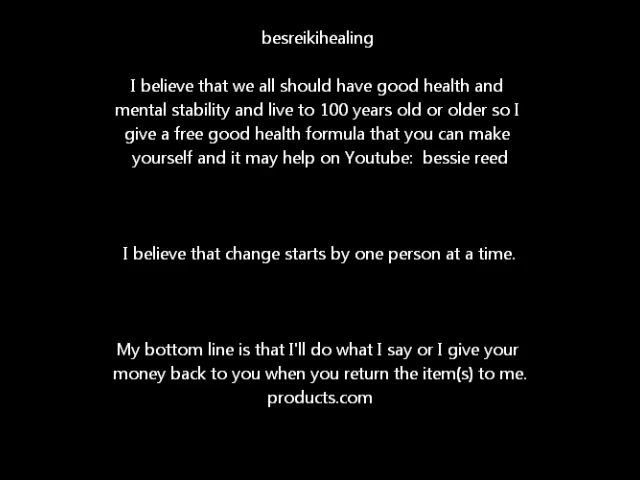 besreikihealing
I believe that we all should have good health and
mental stability and live to 100 years old or older so I
give a free good health formula that you can make
yourself and it may help on Youtube:  bessie reed
I believe that change starts by one person at a time.
My bottom line is that I'll do what I say or I give your
money back to you when you return the item(s) to me.
products.com